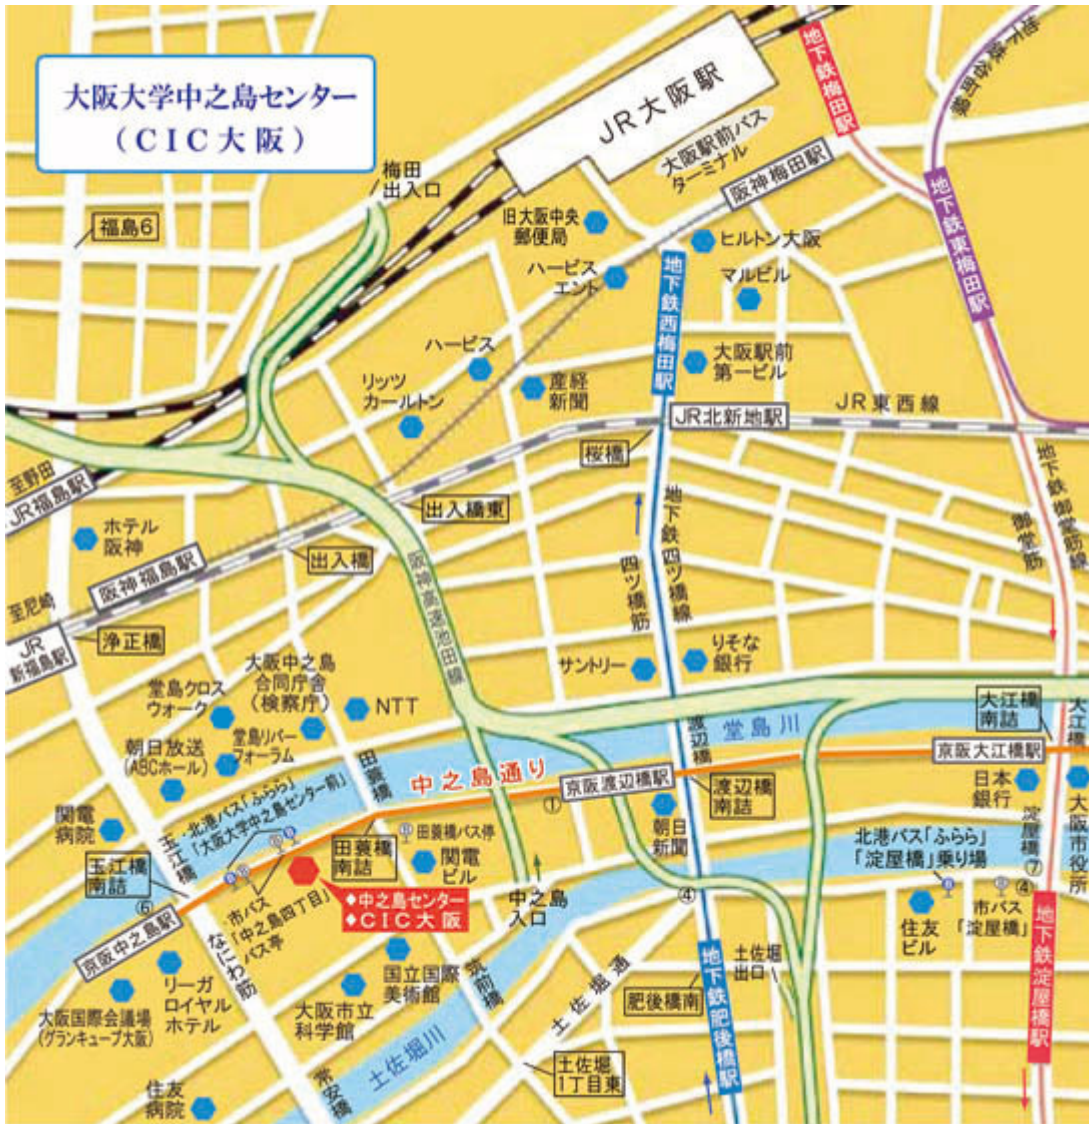 大阪大学中之島センター
(CIC大阪)
JR大阪駅
地下鉄梅田駅
地下鉄谷町線
梅田
出入口
大阪駅前バス
ターミナル
阪神梅田駅
福島6
旧大阪中央
郵便局
ヒルトン大阪
地下鉄東梅田駅
ハービス
エント
マルビル
地下鉄西梅田駅
ハービス
大阪駅前
第一ビル
リッツ
カールトン
産経
新聞
JR北新地駅
JR東西線
桜橋
至野田
JR福島駅
出入橋東
地下鉄御堂筋線
御堂筋
ホテル
阪神
阪神福島駅
出入橋
阪神高速池田線
地下鉄四ツ橋線
四ツ橋筋
至尼崎
JR
新福島駅
浄正橋
サントリー
りそな
銀行
大阪中之島
合同庁舎
(検察庁)
堂島クロス
ウォーク
NTT
大江橋
南詰
大江橋
堂島川
渡辺橋
朝日放送
(ABCホール)
堂島リバー
フォーラム
田蓑橋
中之島通り
京阪大江橋駅
京阪渡辺橋駅
渡辺橋
南詰
日本
銀行
北港バス「ふらら」
「大阪大学中之島センター前」
関電
病院
玉江橋
①
田蓑橋バス停
田蓑橋
南詰
朝日
新聞
淀屋橋
大阪市役所
北港バス「ふらら」
「淀屋橋」乗り場
玉江橋
南詰
関電
ビル
⑦
④
④
⑥
中之島センター
CIC大阪
中之島
入口
市バス
「中之島四丁目」
バス亭
京阪中之島駅
なにわ筋
住友
ビル
市バス
「淀屋橋」
地下鉄淀屋橋駅
リーガ
ロイヤル
ホテル
国立国際
美術館
筑前橋
土佐堀通
土佐堀
出口
地下鉄肥後橋駅
肥後橋南
大阪国際会議場
(グランキューブ大阪)
大阪市立
科学館
土佐堀川
土佐堀
1丁目東
常安橋
住友
病院